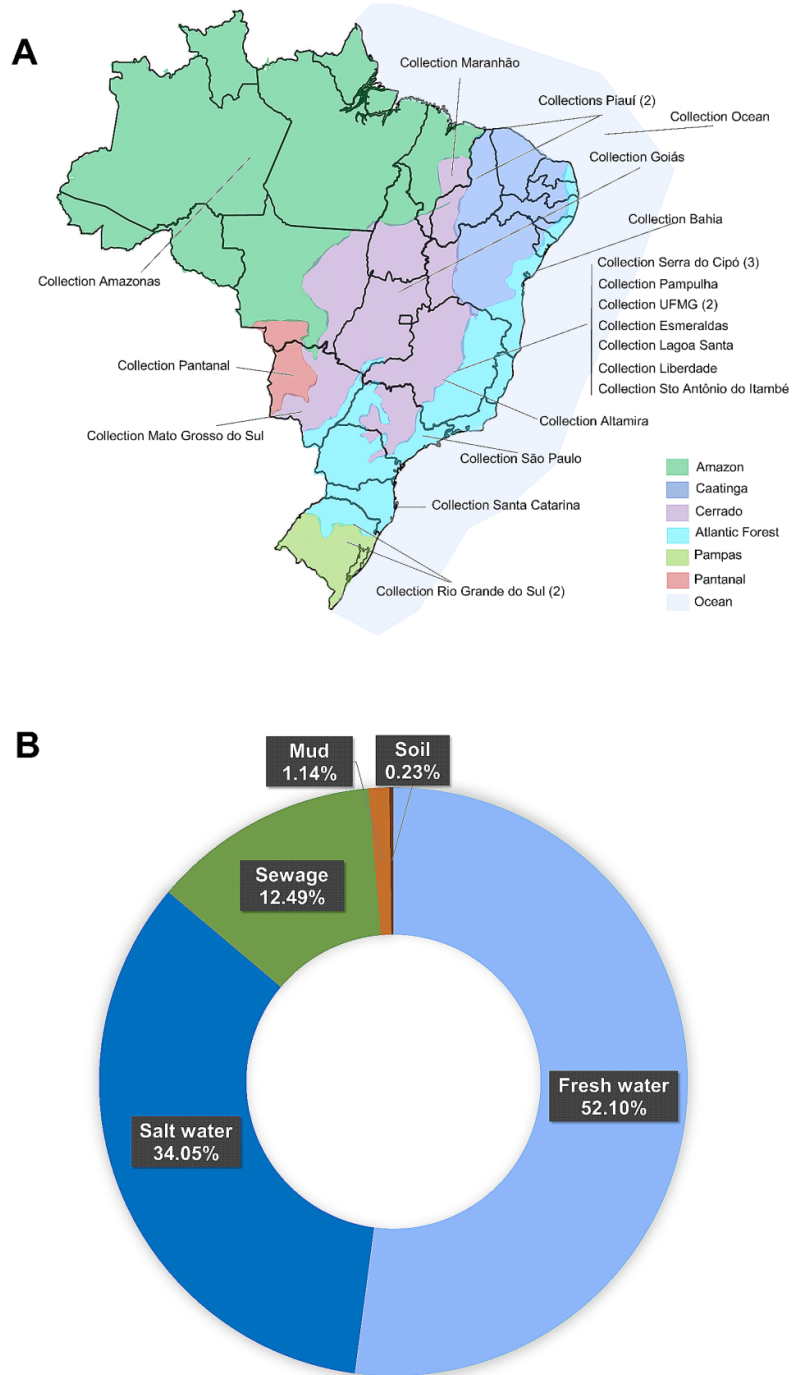 A
Collection Maranhão
Collections Piauí (2)
Collection Ocean
Collection Goiás
Collection Bahia
Collection Serra do Cipó (3)
Collection Pampulha
Collection Amazonas
Collection UFMG (2)
Collection Esmeraldas
Collection Lagoa Santa
Collection Pantanal
Collection Liberdade
Collection Sto Antônio do Itambé
Collection Altamira
Collection Mato Grosso do Sul
Collection São Paulo
Amazon
Caatinga
Collection Santa Catarina
Cerrado
Atlantic Forest
Pampas
Pantanal
Collection Rio Grande do Sul (2)
Ocean
B
Mud
1.14%
Soil
0.23%
Sewage
12.49%
Fresh water
52.10%
Salt water
34.05%